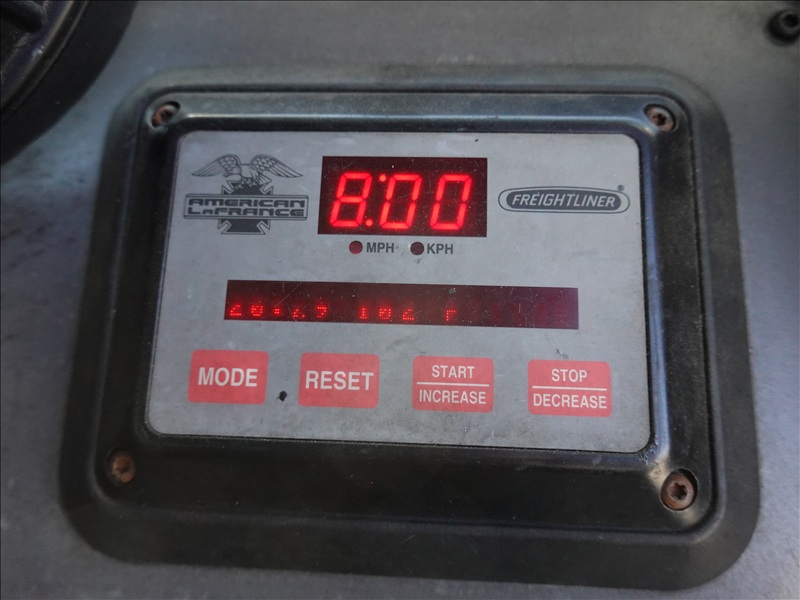 AMERICAN
LaFRANCE
8:00
FREIGHTLINER®
MPH KPH
MODE
RESET
START
INCREASE
STOP
DECREASE